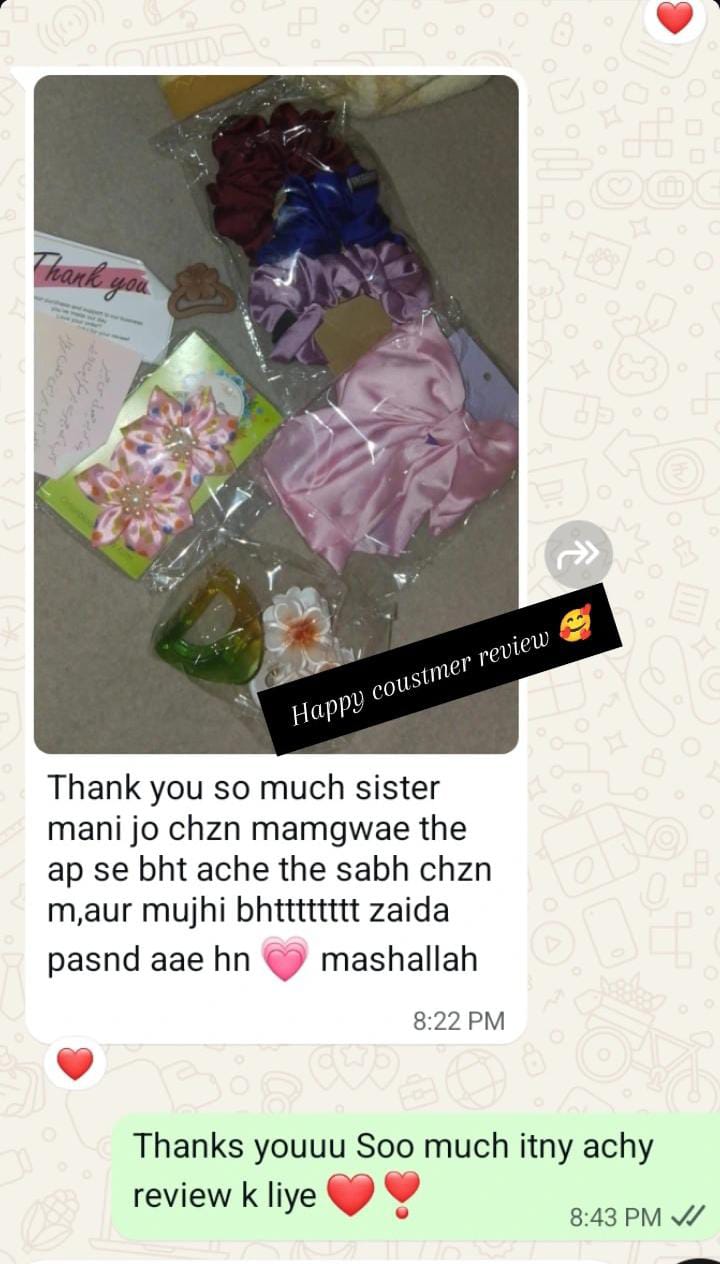 Thank you
Happy coustmer review 🥰
Thank you so much sister
mani jo chzn mamgwae the
ap se bht ache the sabh chzn
m,aur mujhi bhtttttttt zaida
pasnd aae hn 💗 mashallah
8:22 PM
Thanks youuu Soo much itny achy
review k liye ❤️❣️
8:43 PM